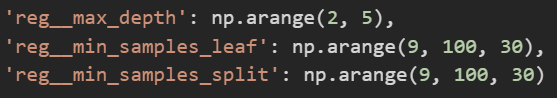 'reg__max_depth': np.arange(2, 5),
'reg__min_samples_leaf': np.arange(9, 100, 30),
'reg__min_samples_split': np.arange(9, 100, 30)